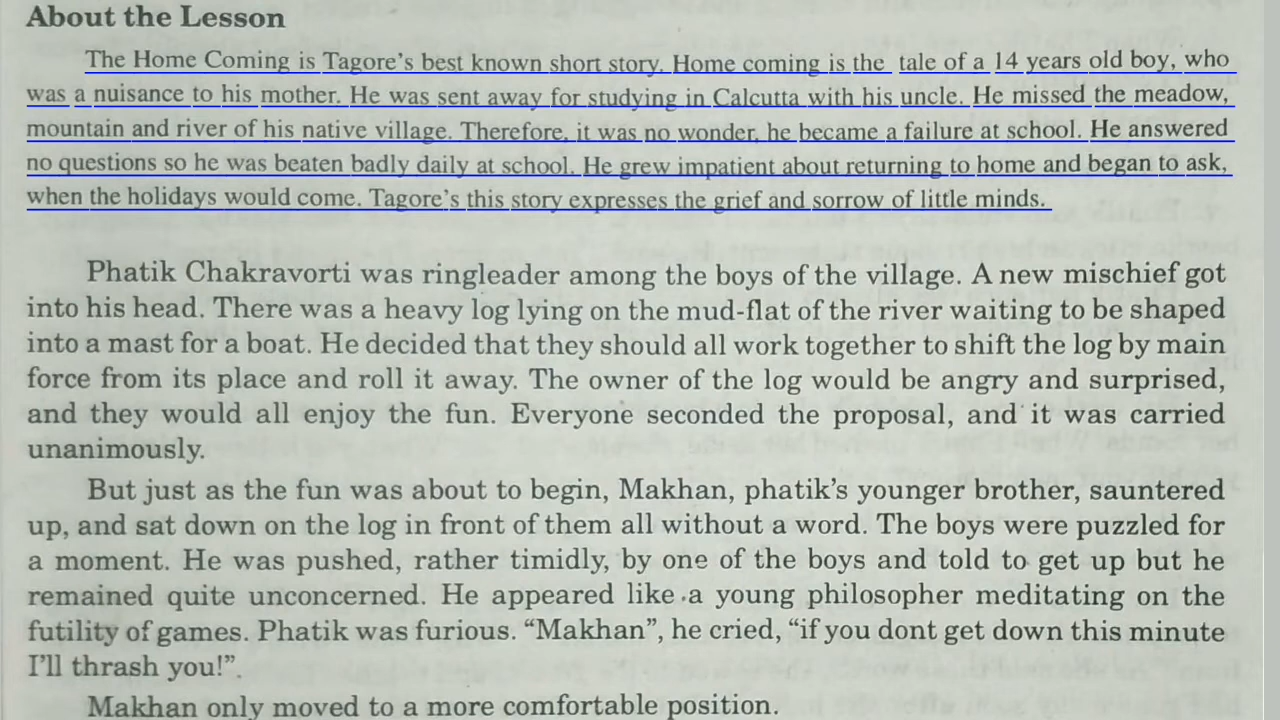 About the Lesson
The Home Coming is Tagore's best known short story. Home coming is the tale of a 14 years old boy, who
was a nuisance to his mother. He was sent away for studying in Calcutta with his uncle. He missed the meadow,
mountain and river of his native village. Therefore, it was no wonder, he became a failure at school. He answered
no questions so he was beaten badly daily at school. He grew impatient about returning to home and began to ask,
when the holidays would come. Tagore's this story expresses the grief and sorrow of little minds.
Phatik Chakravorti was ringleader among the boys of the village. A new mischief got
into his head. There was a heavy log lying on the mud-flat of the river waiting to be shaped
into a mast for a boat. He decided that they should all work together to shift the log by main
force from its place and roll it away. The owner of the log would be angry and surprised,
and they would all enjoy the fun. Everyone seconded the proposal, and it was carried
unanimously.
But just as the fun was about to begin, Makhan, phatik's younger brother, sauntered
up, and sat down on the log in front of them all without a word. The boys were puzzled for
a moment. He was pushed, rather timidly, by one of the boys and told to get up but he
remained quite unconcerned. He appeared like a young philosopher meditating on the
futility of games. Phatik was furious. “Makhan”, he cried, “if you dont get down this minute
I'll thrash you!”.
Makhan only moved to a more comfortable position.